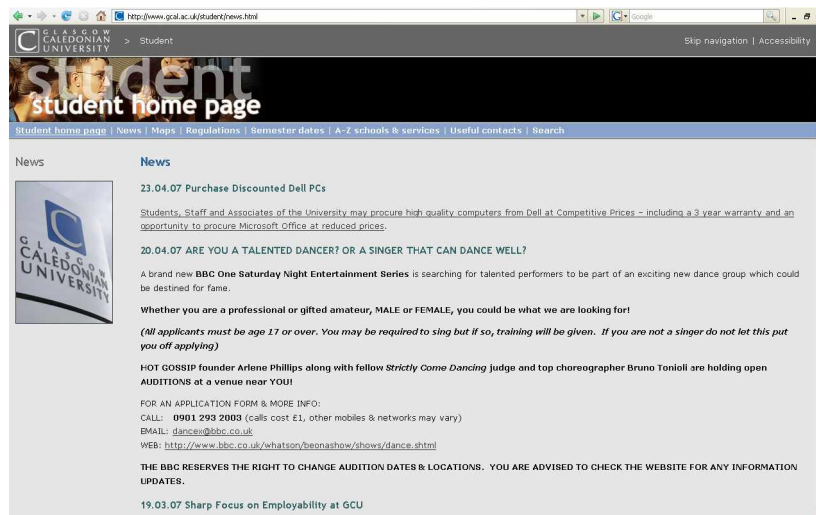 http://www.gcal.ac.uk/student/news.html
Google
GLASGOW
CALEDONIAN
UNIVERSITY
> Student
Skip navigation | Accessibility
student
student home page
Student home page | News | Maps | Regulations | Semester dates | A-Z schools & services | Useful contacts | Search
News
GLASGOW
CALEDONIAN
UNIVERSITY
News
23.04.07 Purchase Discounted Dell PCs
Students, Staff and Associates of the University may procure high quality computers from Dell at Competitive Prices – including a 3 year warranty and an
opportunity to procure Microsoft Office at reduced prices.
20.04.07 ARE YOU A TALENTED DANCER? OR A SINGER THAT CAN DANCE WELL?
A brand new BBC One Saturday Night Entertainment Series is searching for talented performers to be part of an exciting new dance group which could
be destined for fame.
Whether you are a professional or gifted amateur, MALE or FEMALE, you could be what we are looking for!
(All applicants must be age 17 or over. You may be required to sing but if so, training will be given. If you are not a singer do not let this put
you off applying)
HOT GOSSIP founder Arlene Phillips along with fellow Strictly Come Dancing judge and top choreographer Bruno Tonioli are holding open
AUDITIONS at a venue near YOU!
FOR AN APPLICATION FORM & MORE INFO:
CALL: 0901 293 2003 (calls cost £1, other mobiles & networks may vary)
EMAIL: dancex@bbc.co.uk
WEB: http://www.bbc.co.uk/whatson/beonashow/shows/dance.shtml
THE BBC RESERVES THE RIGHT TO CHANGE AUDITION DATES & LOCATIONS. YOU ARE ADVISED TO CHECK THE WEBSITE FOR ANY INFORMATION
UPDATES.
19.03.07 Sharp Focus on Employability at GCU